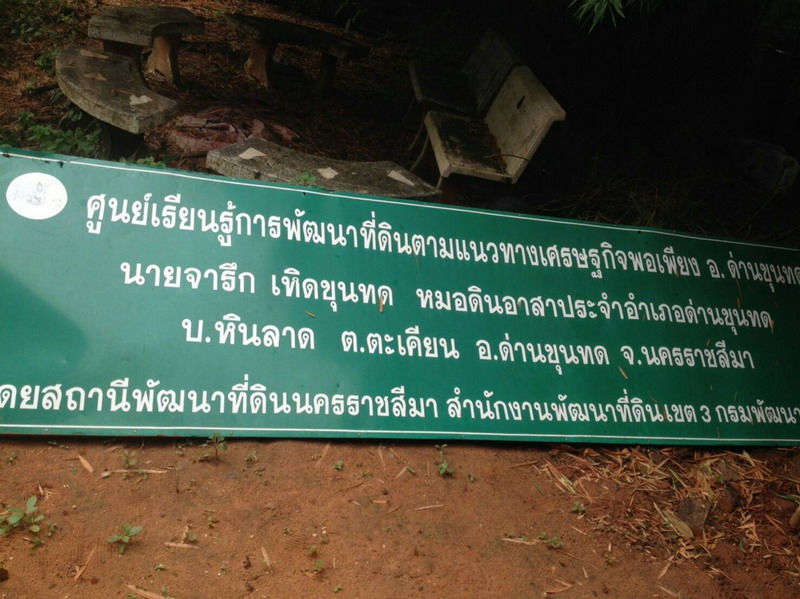 ศูนย์เรียนรู้การพัฒนาที่ดินตามแนวทางเศรษฐกิจพอเพียง อ. ด่านขุนทด
นายจารึก เทิดขุนทด หมอดินอาสาประจำอำเภอด่านขุนทด
บ.หินลาด ต.ตะเคียน อ.ด่านขุนทด จ.นครราชสีมา
ดยสถานีพัฒนาที่ดินนครราชสีมา สำนักงานพัฒนาที่ดินเขต 3 กรมพัฒนา